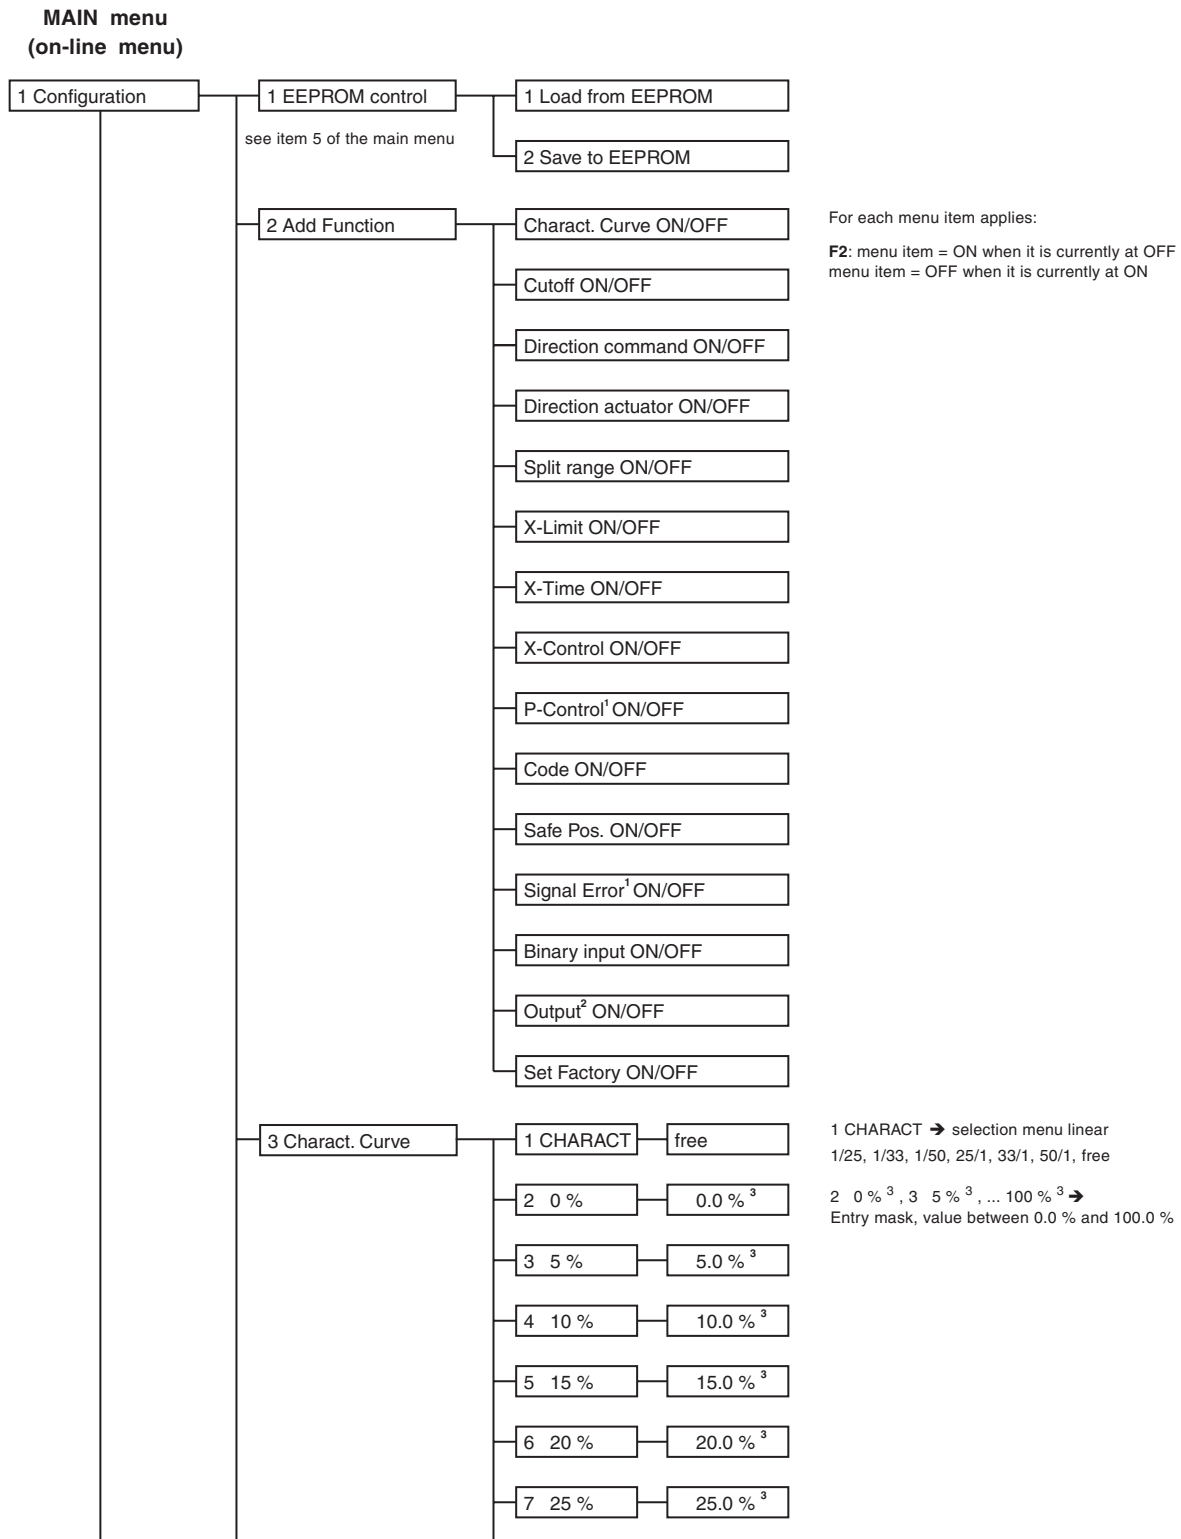 MAIN menu
(on-line menu)
1 Configuration
1 EEPROM control
1 Load from EEPROM
see item 5 of the main menu
2 Save to EEPROM
2 Add Function
Charact. Curve ON/OFF
For each menu item applies:
F2: menu item = ON when it is currently at OFF
menu item = OFF when it is currently at ON
Cutoff ON/OFF
Direction command ON/OFF
Direction actuator ON/OFF
Split range ON/OFF
X-Limit ON/OFF
X-Time ON/OFF
X-Control ON/OFF
P-Control¹ ON/OFF
Code ON/OFF
Safe Pos. ON/OFF
Signal Error¹ ON/OFF
Binary input ON/OFF
Output² ON/OFF
Set Factory ON/OFF
3 Charact. Curve
1 CHARACT
free
1 CHARACT ➔ selection menu linear
1/25, 1/33, 1/50, 25/1, 33/1, 50/1, free
2 0 %
0.0 % ³
2 0 % ³ , 3 5 % ³ , ... 100 % ³ ➔
Entry mask, value between 0.0 % and 100.0 %
3 5 %
5.0 % ³
4 10 %
10.0 % ³
5 15 %
15.0 % ³
6 20 %
20.0 % ³
7 25 %
25.0 % ³